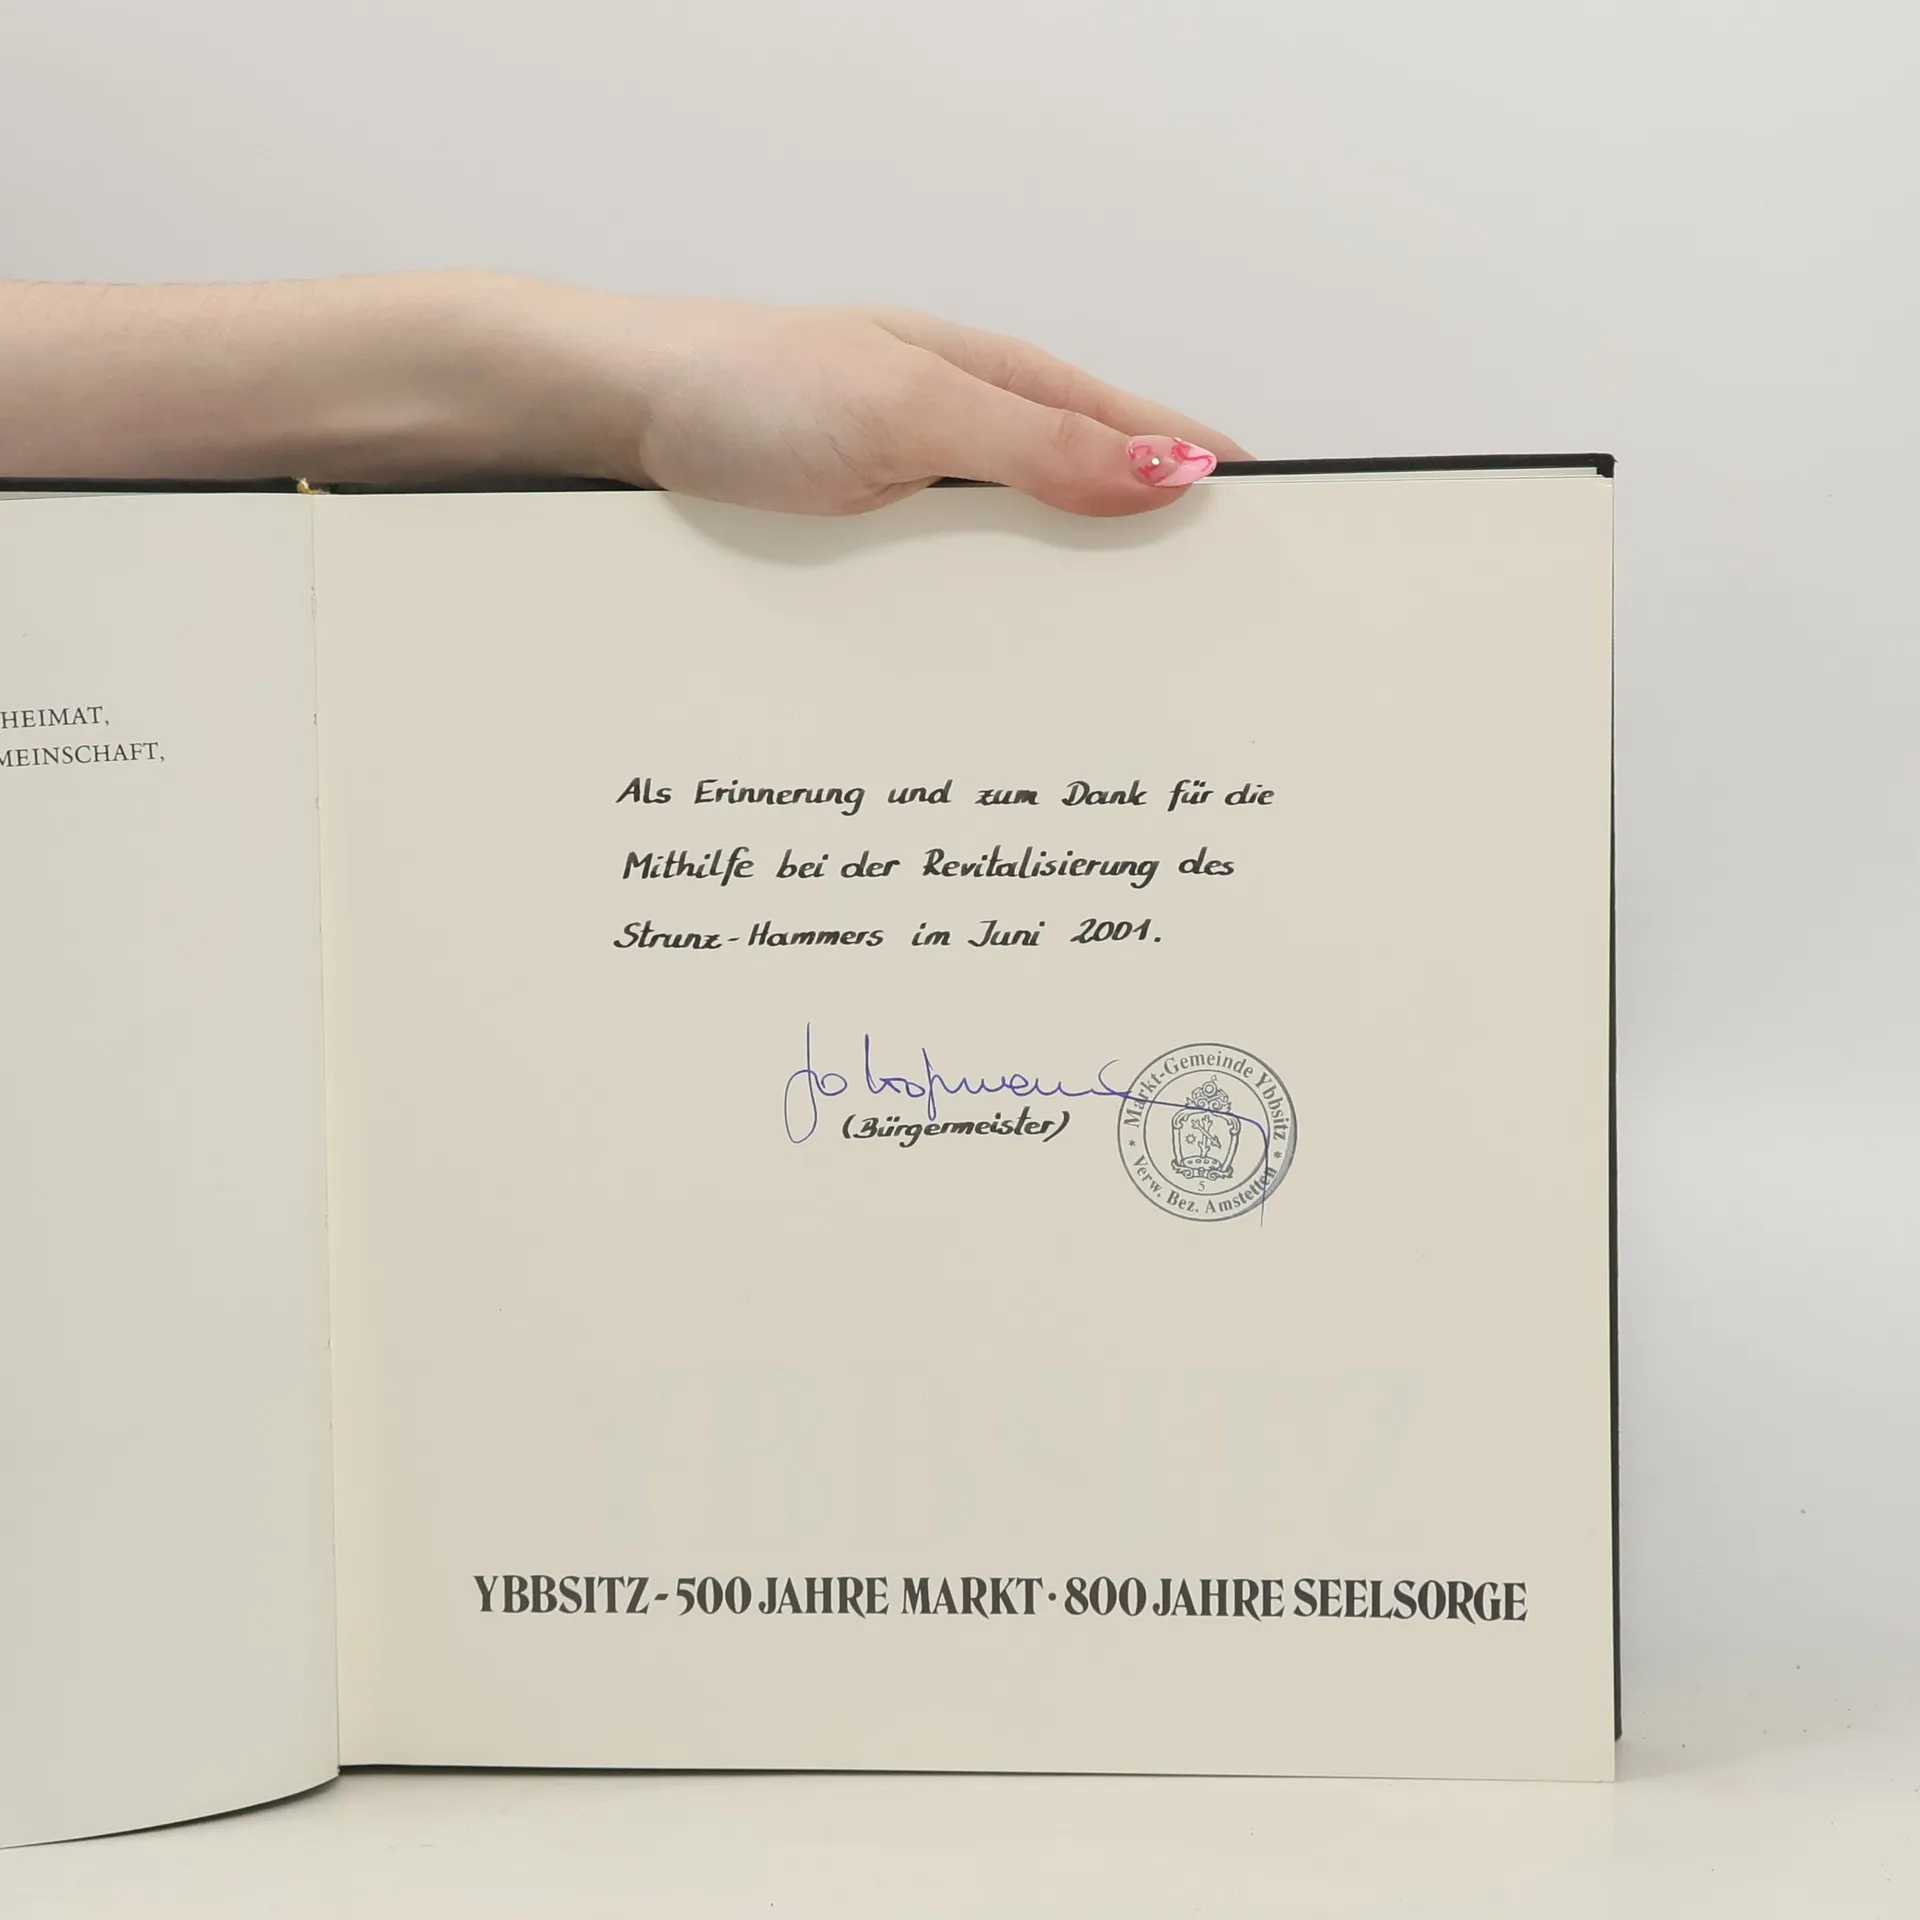 HEIMAT,
MEINSCHAFT,
Als Erinnerung und zum Dank für die
Mithilfe bei der Revitalisierung des
Strunz-Hammers im Juni 2001.
(Bürgermeister)
Markt-Gemeinde Ybbsitz
* Verw. Bez. Amstetten *
5
YBBSITZ-500 JAHRE MARKT·800 JAHRE SEELSORGE